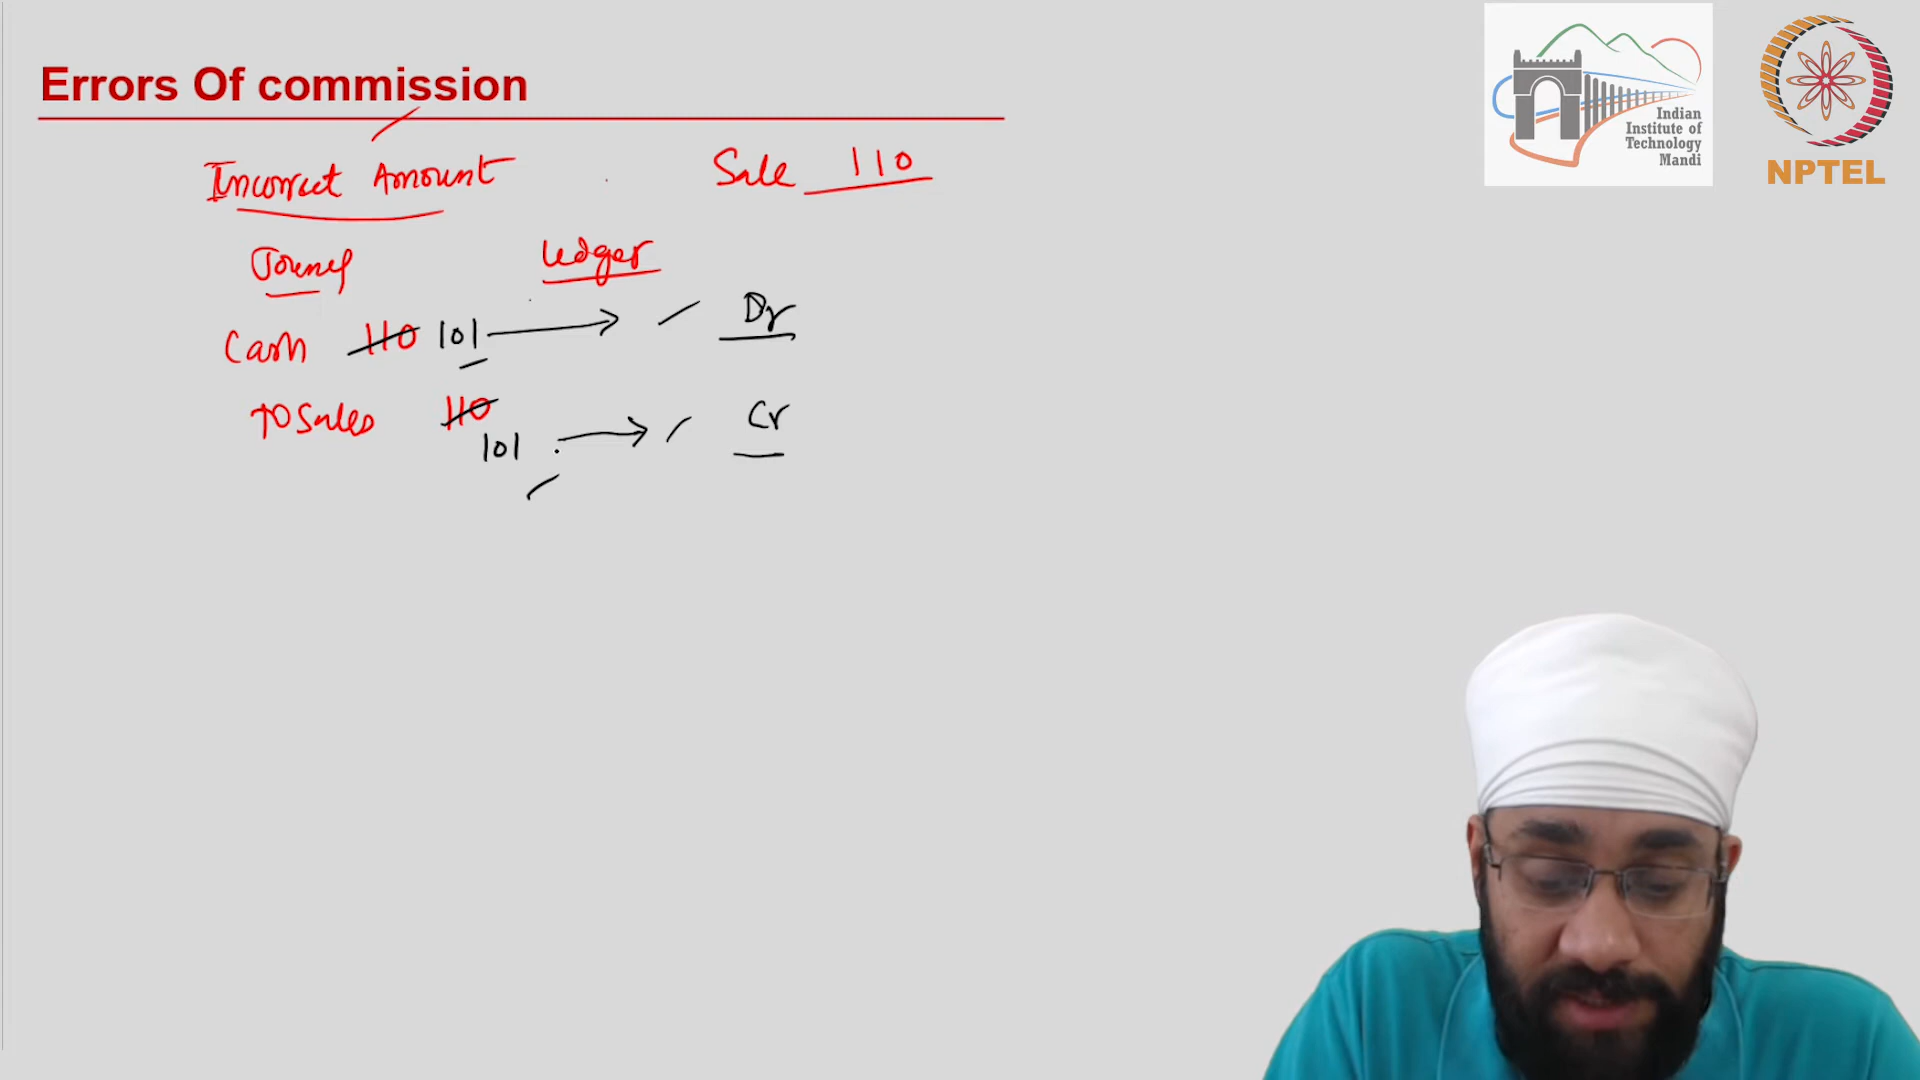 Errors Of commission
Incorrect Amount
Sale 110
Journal
Ledger
Cash 110 101
Dr
To Sales 110
101
Cr
Indian
Institute of
Technology
Mandi
NPTEL